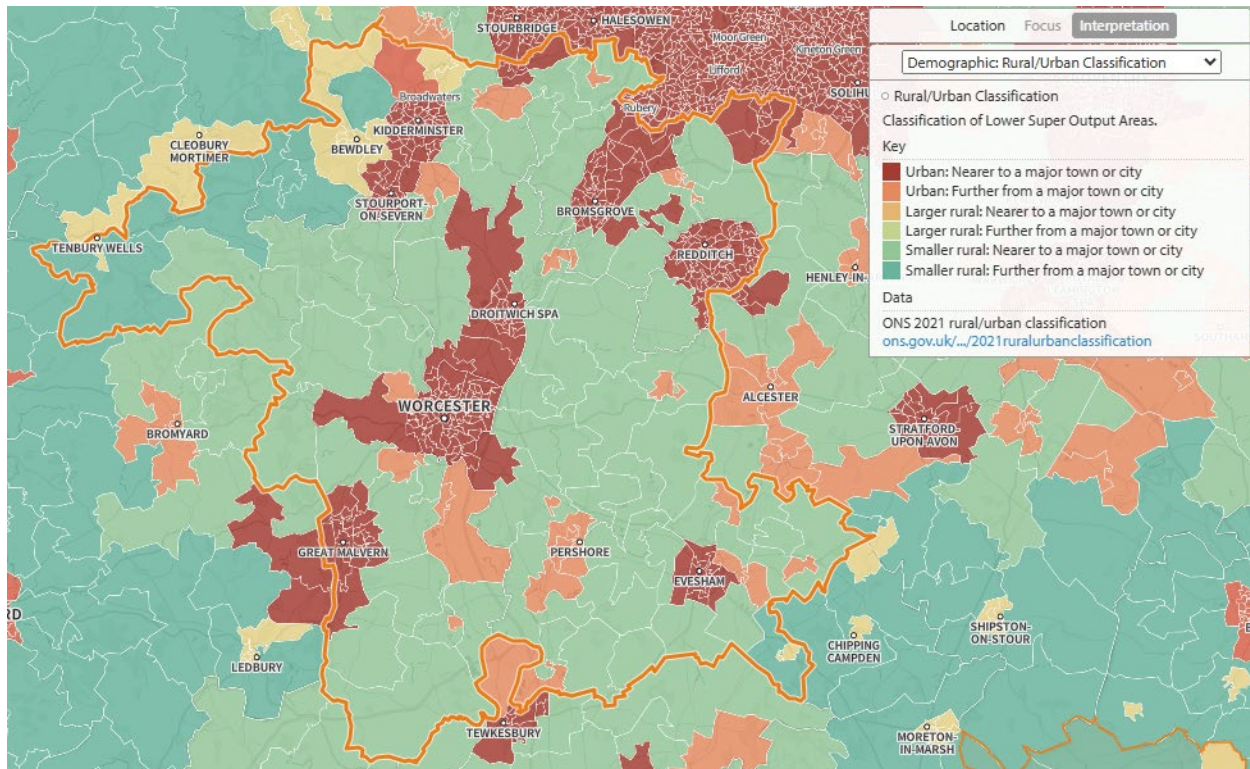 Location Focus Interpretation
Demographic: Rural/Urban Classification
Rural/Urban Classification
Classification of Lower Super Output Areas.
Key
Urban: Nearer to a major town or city
Urban: Further from a major town or city
Larger rural: Nearer to a major town or city
Larger rural: Further from a major town or city
Smaller rural: Nearer to a major town or city
Smaller rural: Further from a major town or city
Data
ONS 2021 rural/urban classification
ons.gov.uk/.../2021ruralurbanclassification
STOURBRIDGE
HALESOWEN
Moor Green
Kineton Green
Lifford
SOLIHU
Rubery
Broadwaters
KIDDERMINSTER
CLEOBURY
MORTIMER
BEWDLEY
STOURPORT-
ON-SEVERN
BROMSGROVE
TENBURY WELLS
REDDITCH
HENLEY-IN-
DROITWICH SPA
ALCESTER
WORCESTER
STRATFORD-
UPON-AVON
BROMYARD
GREAT MALVERN
PERSHORE
EVESHAM
RD
SHIPSTON-
ON-STOUR
CHIPPING
CAMPDEN
LEDBURY
TEWKESBURY
MORETON-
IN-MARSH